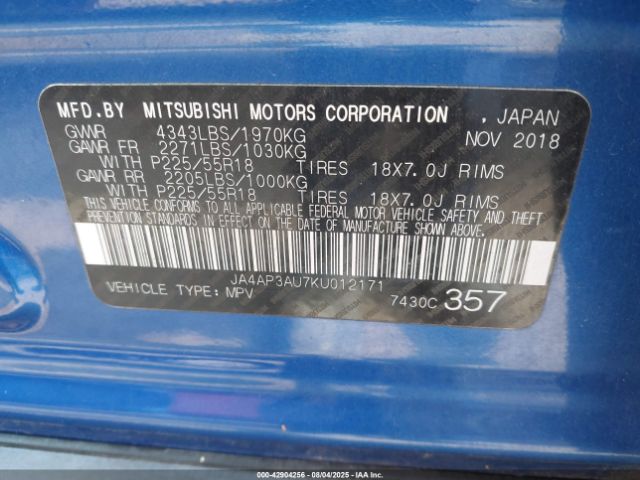 MFD.BY MITSUBISHI MOTORS CORPORATION , JAPAN
GVWR 4343LBS/1970KG NOV 2018
GAWR FR 2271LBS/1030KG
WITH P225/55R18 TIRES 18X7.0J RIMS
GAWR RR 2205LBS/1000KG
WITH P225/55R18 TIRES 18X7.0J RIMS
THIS VEHICLE CONFORMS TO ALL APPLICABLE FEDERAL MOTOR VEHICLE SAFETY AND THEFT
PREVENTION STANDARDS IN EFFECT ON THE DATE OF MANUFACTURE SHOWN ABOVE.
JA4AP3AU7KU012171
VEHICLE TYPE: MPV 7430C 357
000-42904256 - 08/04/2025 - IAAI.COM